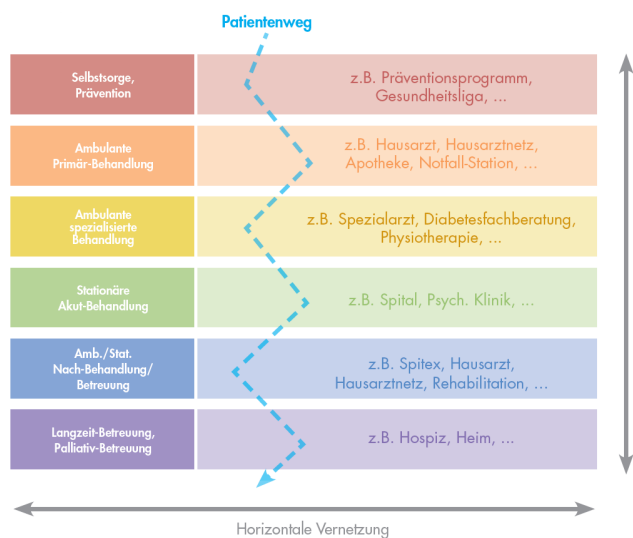 Patientenweg
Selbstsorge,
Prävention
z.B. Präventionsprogramm,
Gesundheitsliga, ...
Ambulante
Primär-Behandlung
z.B. Hausarzt, Hausarztnetz,
Apotheke, Notfall-Station, ...
Ambulante
spezialisierte
Behandlung
z.B. Spezialarzt, Diabetesfachberatung,
Physiotherapie, ...
Stationäre
Akut-Behandlung
z.B. Spital, Psych. Klinik, ...
Amb./Stat.
Nach-Behandlung/
Betreuung
z.B. Spitex, Hausarzt,
Hausarztnetz, Rehabilitation, ...
Langzeit-Betreuung,
Palliativ-Betreuung
z.B. Hospiz, Heim, ...
Horizontale Vernetzung